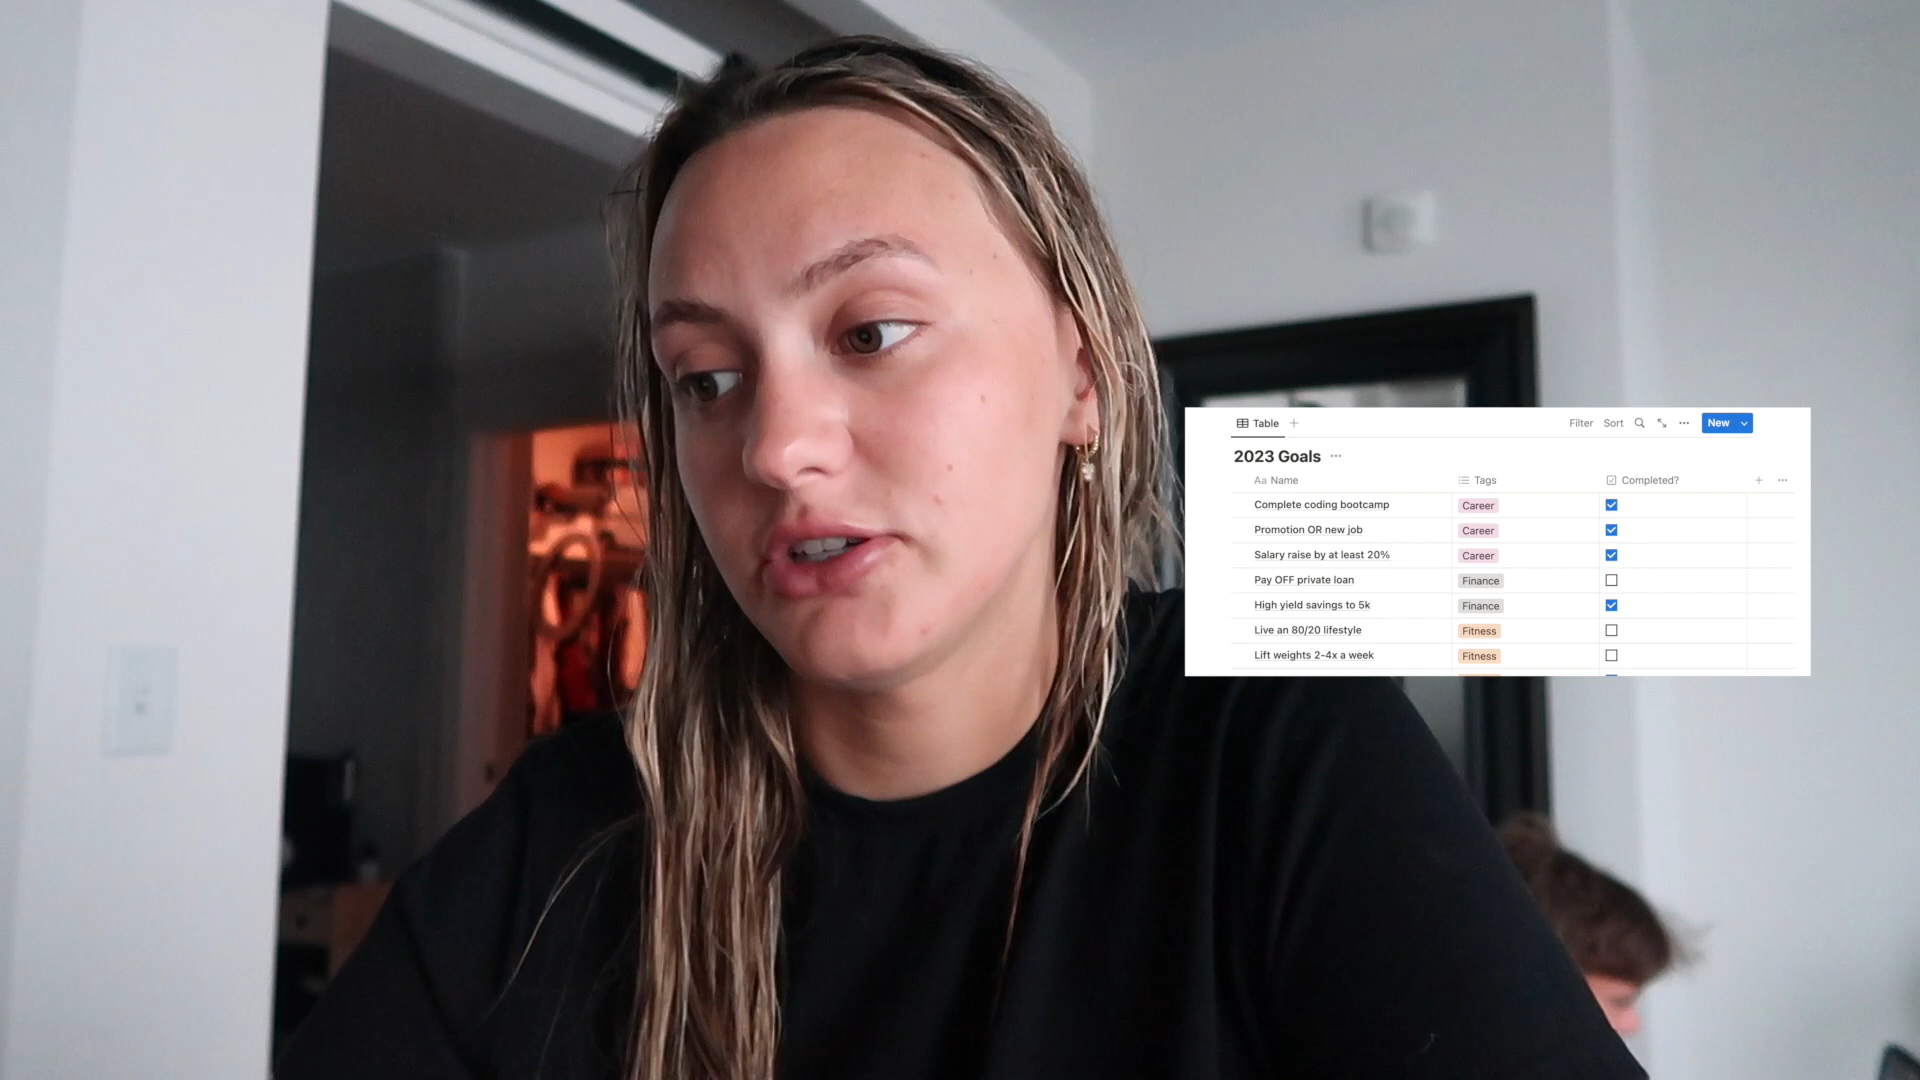 Table
Filter Sort New
2023 Goals
Aa Name Tags Completed?
Complete coding bootcamp Career
Promotion OR new job Career
Salary raise by at least 20% Career
Pay OFF private loan Finance
High yield savings to 5k Finance
Live an 80/20 lifestyle Fitness
Lift weights 2-4x a week Fitness